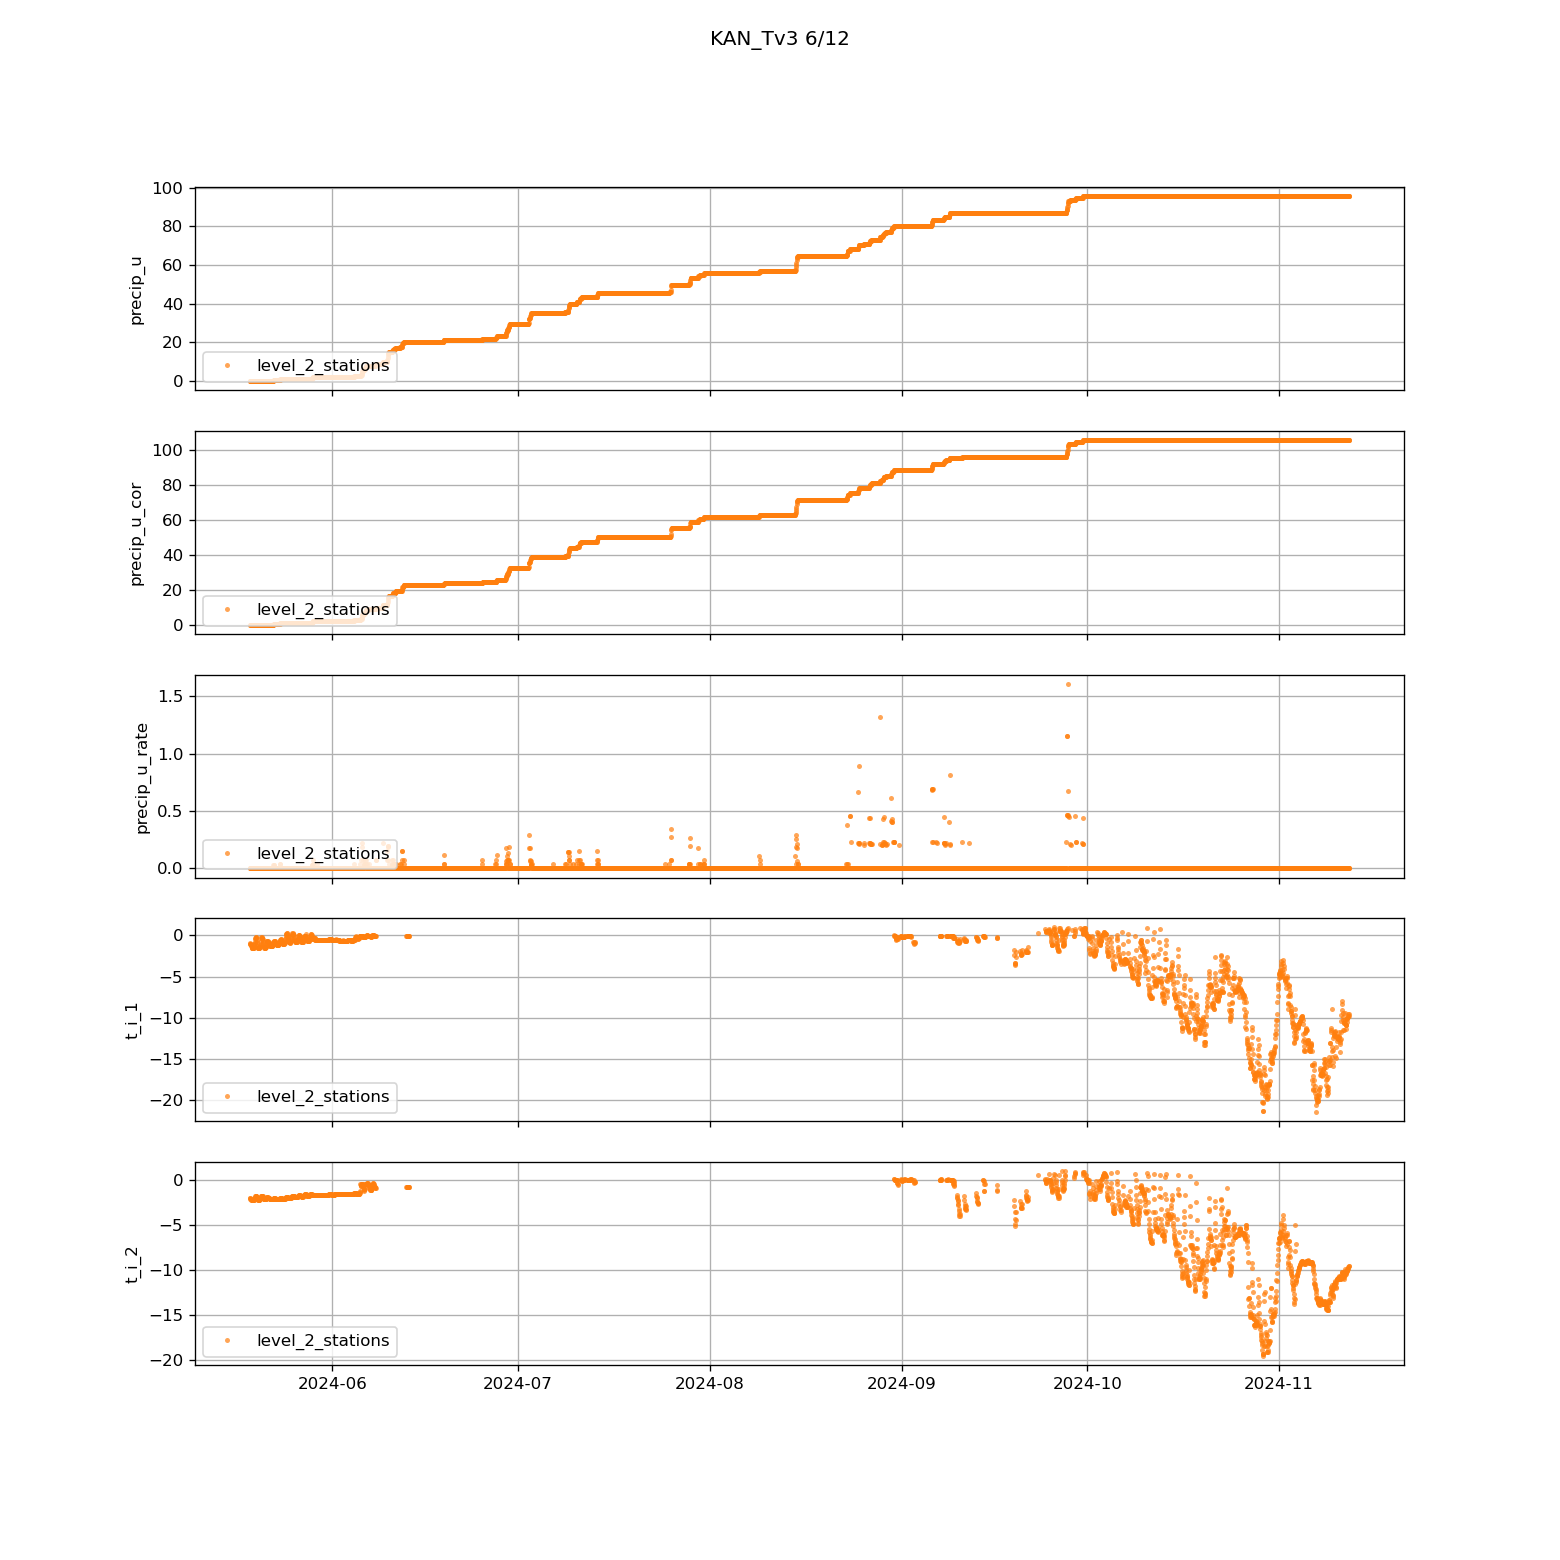 KAN_Tv3 6/12
100
80
60
40
20
0
precip_u
level_2_stations
100
80
60
40
20
0
precip_u_cor
level_2_stations
1.5
1.0
0.5
0.0
precip_u_rate
level_2_stations
0
−5
−10
−15
−20
t_i_1
level_2_stations
0
−5
−10
−15
−20
t_i_2
level_2_stations
2024-06 2024-07 2024-08 2024-09 2024-10 2024-11